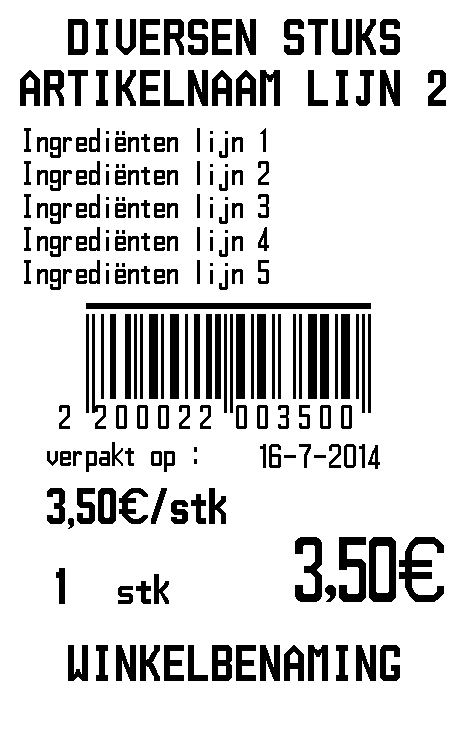 DIVERSEN STUKS
ARTIKELNAAM LIJN 2
Ingrediënten lijn 1
Ingrediënten lijn 2
Ingrediënten lijn 3
Ingrediënten lijn 4
Ingrediënten lijn 5
2 200022 003500
verpakt op : 16-7-2014
3,50€/stk
1 stk 3,50€
WINKELBENAMING